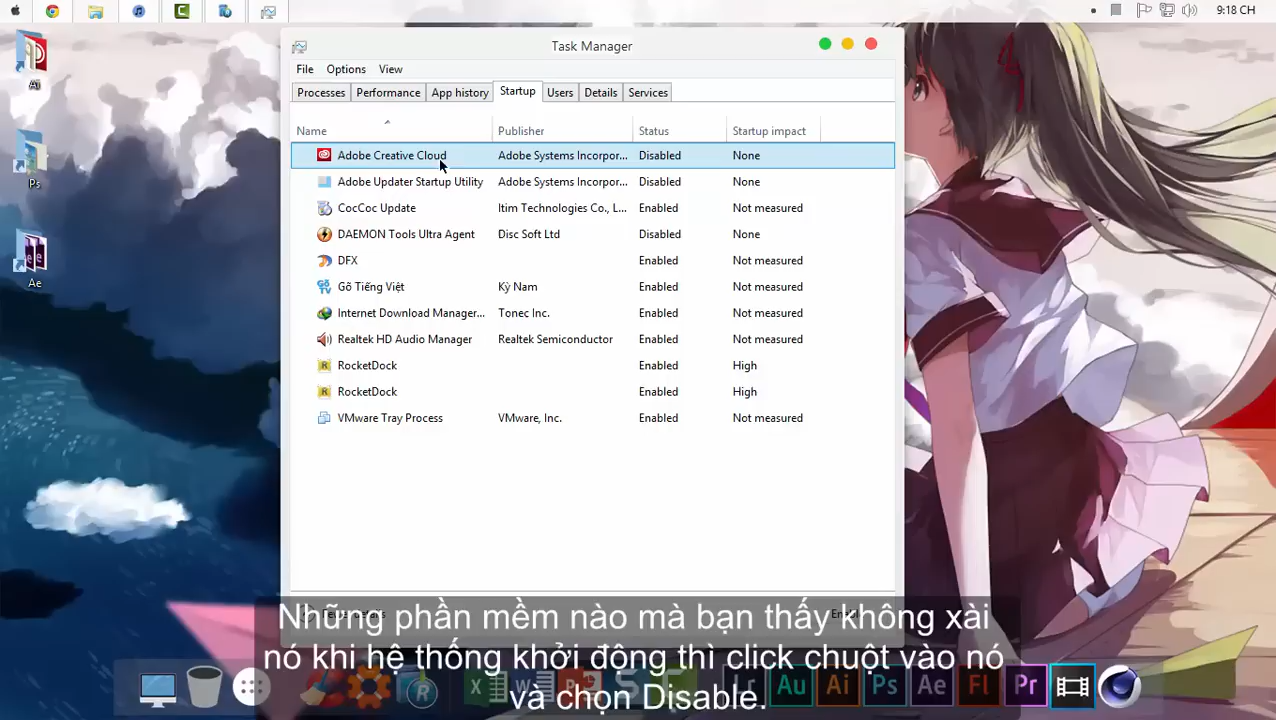 9:18 CH
Ai
Ps
Ae
Task Manager
File Options View
Processes Performance App history Startup Users Details Services
Name Publisher Status Startup impact
Adobe Creative Cloud Adobe Systems Incorpor... Disabled None
Adobe Updater Startup Utility Adobe Systems Incorpor... Disabled None
CocCoc Update Itim Technologies Co., L... Enabled Not measured
DAEMON Tools Ultra Agent Disc Soft Ltd Disabled None
DFX Enabled Not measured
Gõ Tiếng Việt Kỳ Nam Enabled Not measured
Internet Download Manager... Tonec Inc. Enabled Not measured
Realtek HD Audio Manager Realtek Semiconductor Enabled Not measured
RocketDock Enabled High
RocketDock Enabled High
VMware Tray Process VMware, Inc. Enabled Not measured
Những phần mềm nào mà bạn thấy không xài
nó khi hệ thống khởi động thì click chuột vào nó
và chọn Disable.
Lr Au Ai Ps Ae Fl Pr